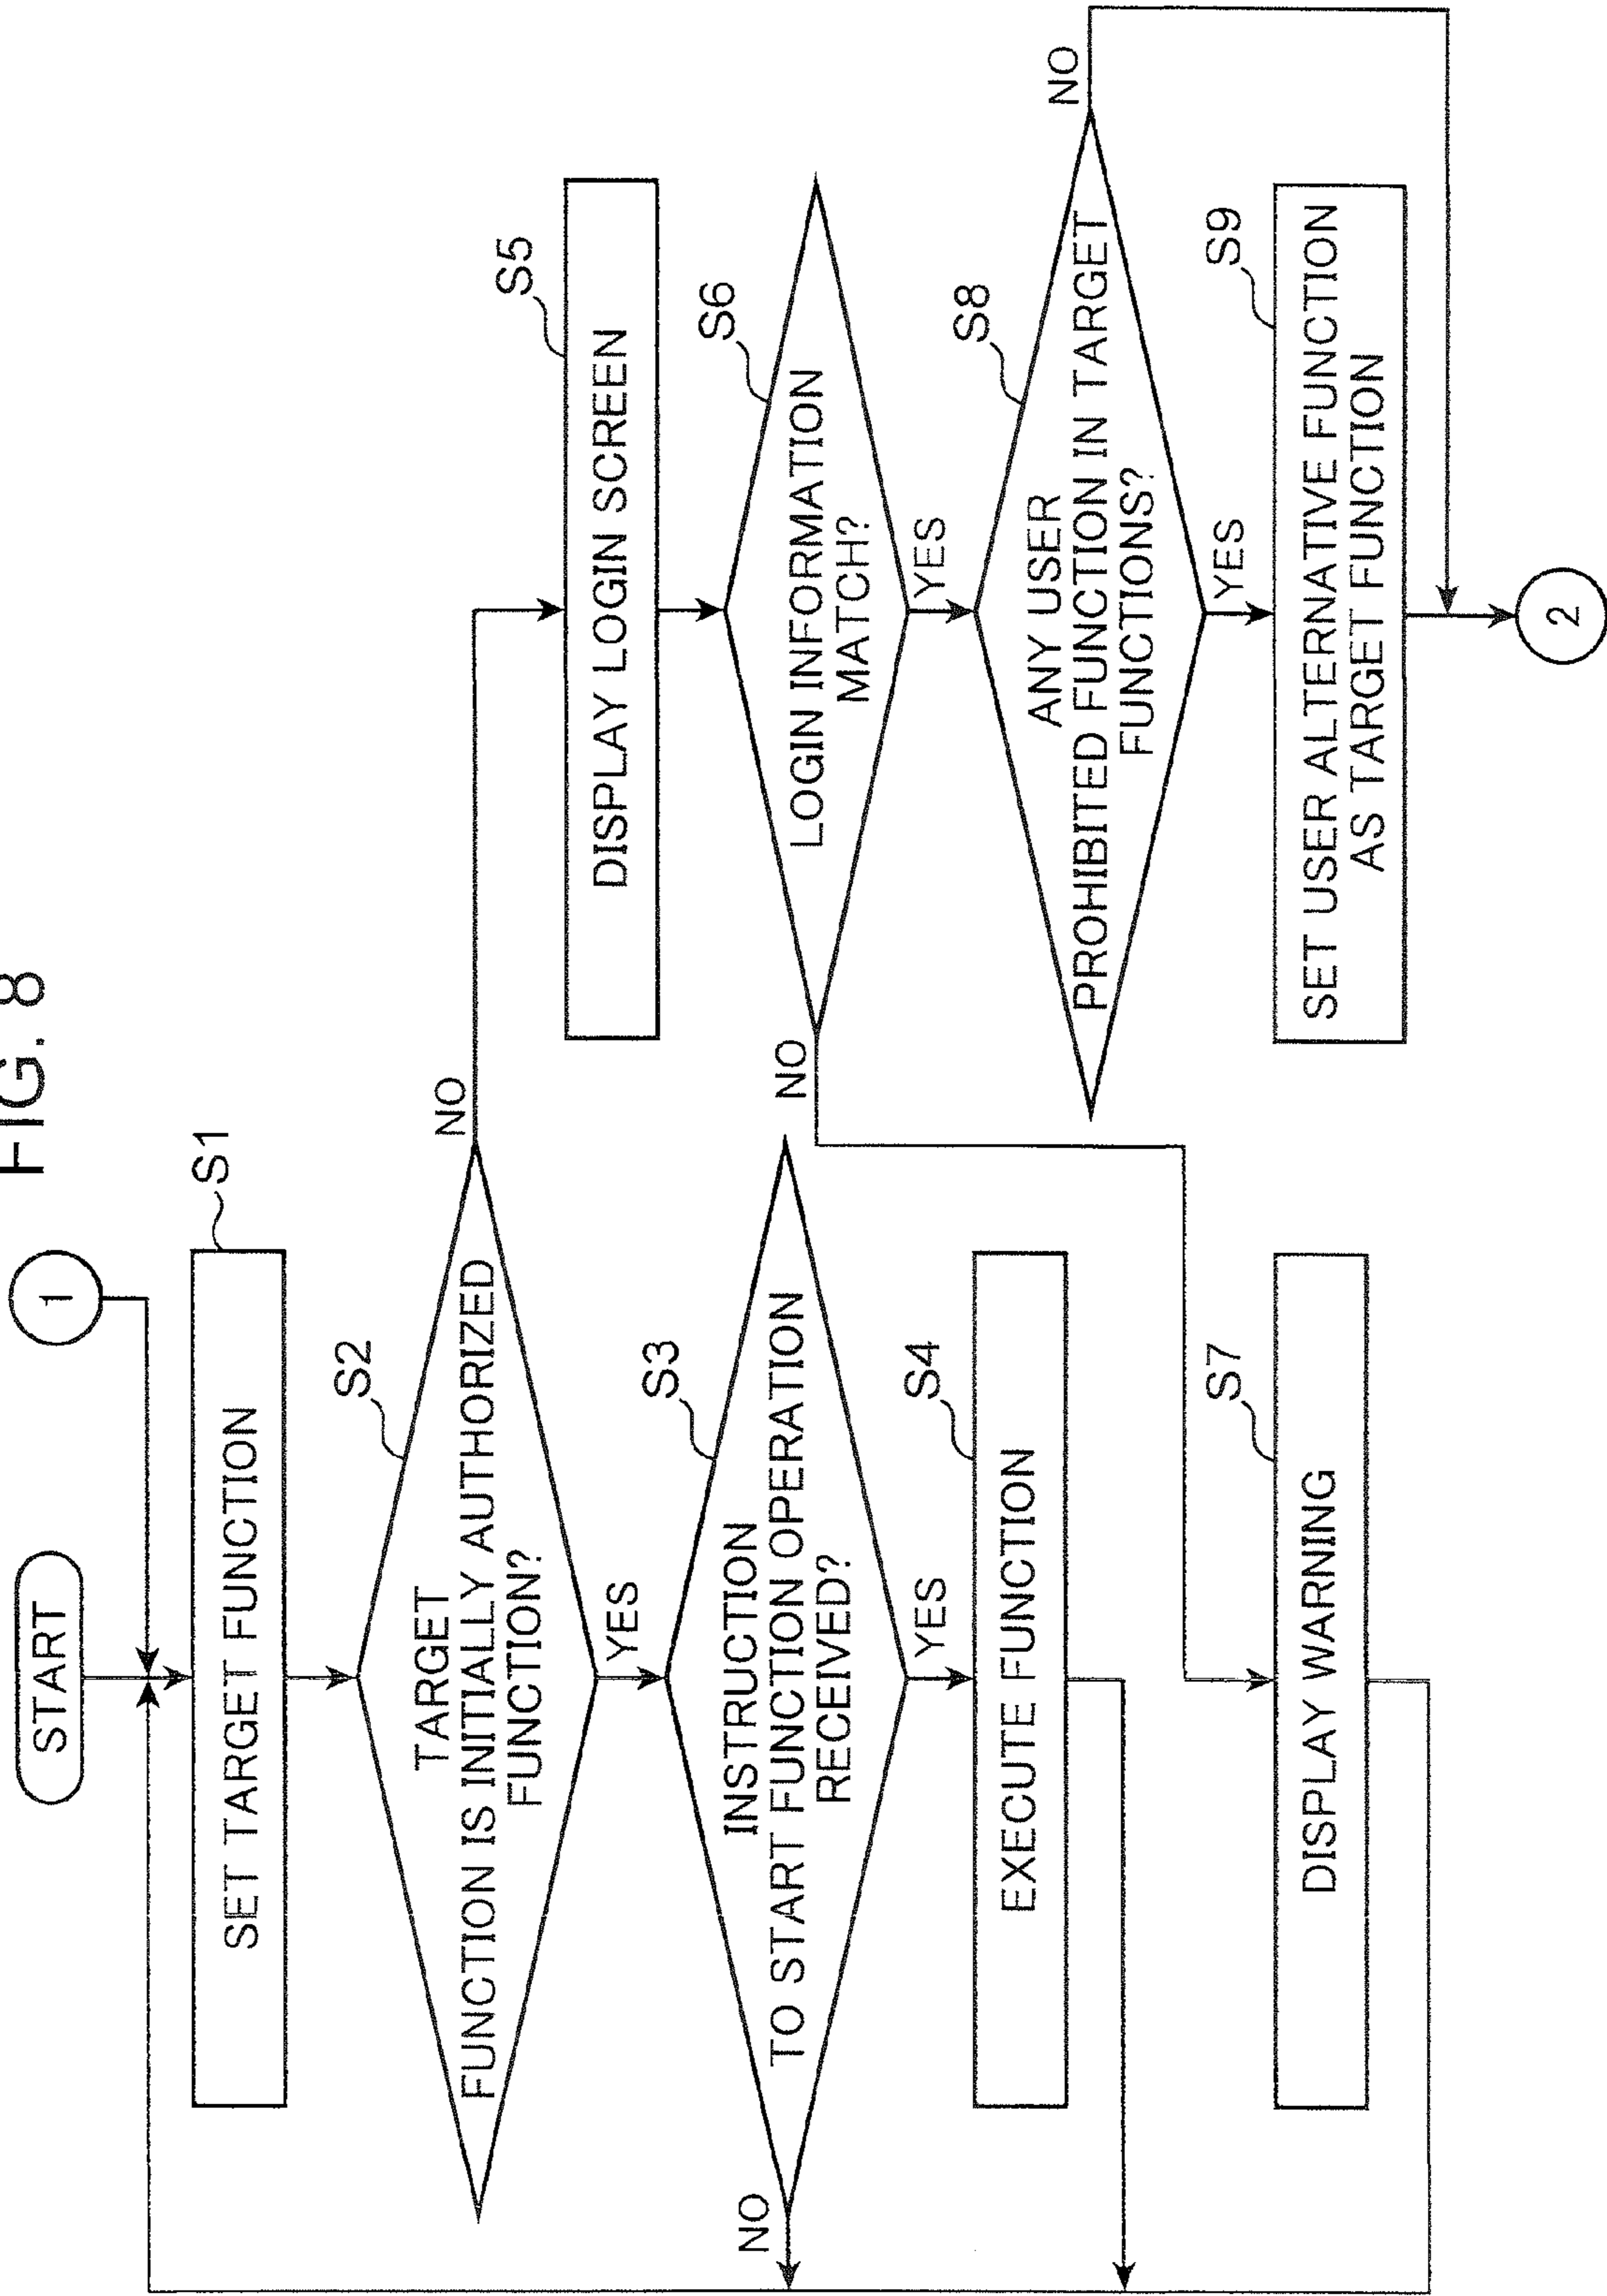 FIG. 8
START
1
SET TARGET FUNCTION
S1
S2
TARGET
FUNCTION IS INITIALLY AUTHORIZED
FUNCTION?
NO
YES
S3
INSTRUCTION
TO START FUNCTION OPERATION
RECEIVED?
NO
YES
S4
EXECUTE FUNCTION
S7
DISPLAY WARNING
S5
DISPLAY LOGIN SCREEN
S6
LOGIN INFORMATION
MATCH?
NO
YES
S8
ANY USER
PROHIBITED FUNCTION IN TARGET
FUNCTIONS?
NO
YES
S9
SET USER ALTERNATIVE FUNCTION
AS TARGET FUNCTION
2